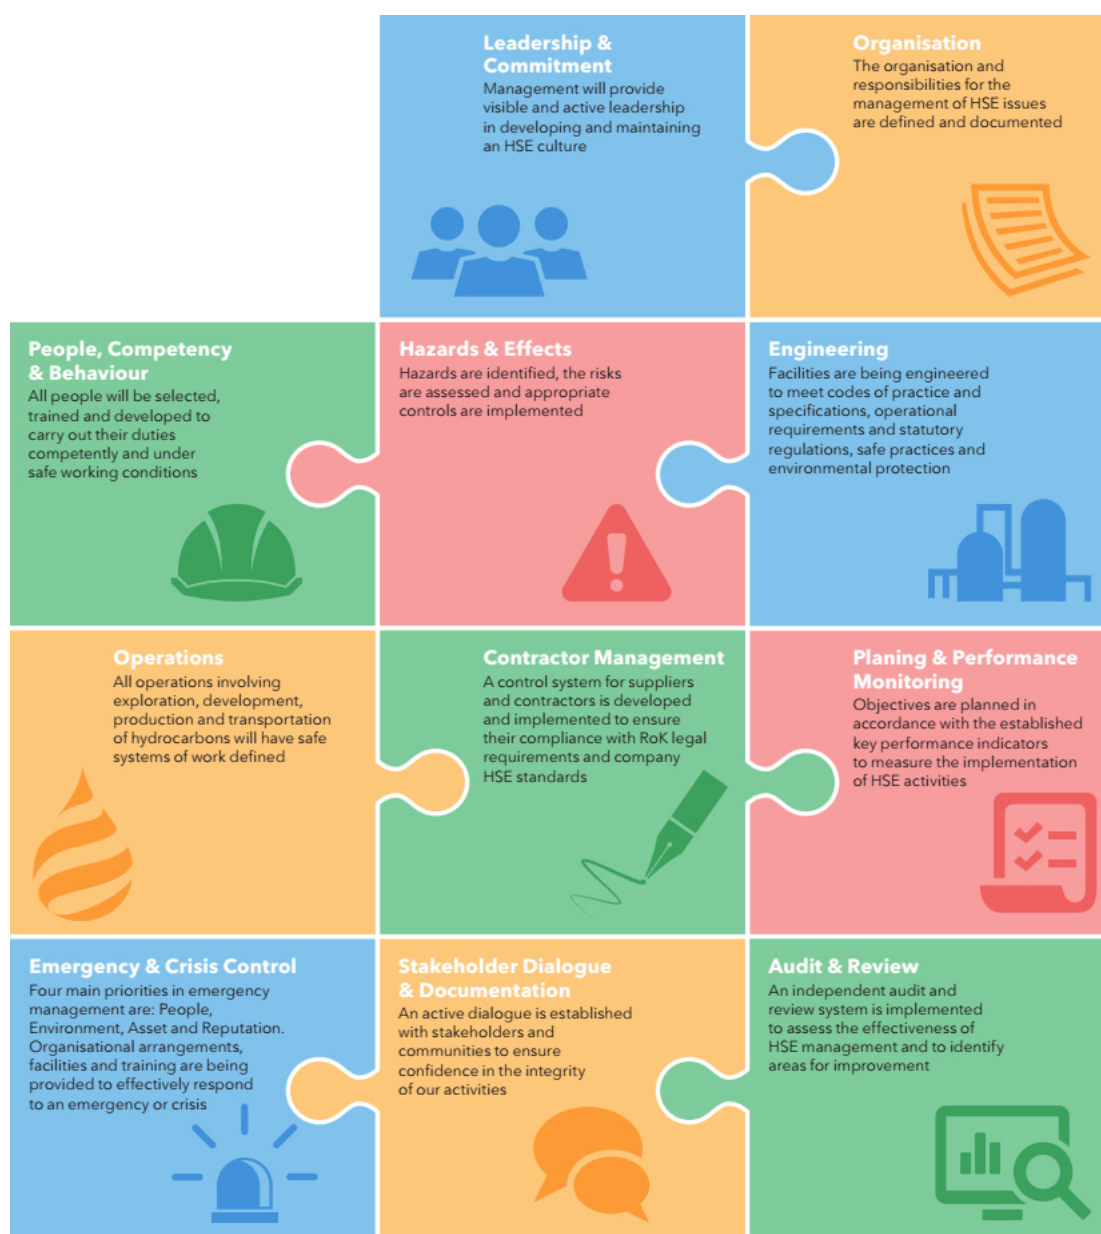 Leadership &
Commitment
Management will provide
visible and active leadership
in developing and maintaining
an HSE culture
Organisation
The organisation and
responsibilities for the
management of HSE issues
are defined and documented
People, Competency
& Behaviour
All people will be selected,
trained and developed to
carry out their duties
competently and under
safe working conditions
Hazards & Effects
Hazards are identified, the risks
are assessed and appropriate
controls are implemented
Engineering
Facilities are being engineered
to meet codes of practice and
specifications, operational
requirements and statutory
regulations, safe practices and
environmental protection
Operations
All operations involving
exploration, development,
production and transportation
of hydrocarbons will have safe
systems of work defined
Contractor Management
A control system for suppliers
and contractors is developed
and implemented to ensure
their compliance with RoK legal
requirements and company
HSE standards
Planing & Performance
Monitoring
Objectives are planned in
accordance with the established
key performance indicators
to measure the implementation
of HSE activities
Emergency & Crisis Control
Four main priorities in emergency
management are: People,
Environment, Asset and Reputation.
Organisational arrangements,
facilities and training are being
provided to effectively respond
to an emergency or crisis
Stakeholder Dialogue
& Documentation
An active dialogue is established
with stakeholders and
communities to ensure
confidence in the integrity
of our activities
Audit & Review
An independent audit and
review system is implemented
to assess the effectiveness of
HSE management and to identify
areas for improvement